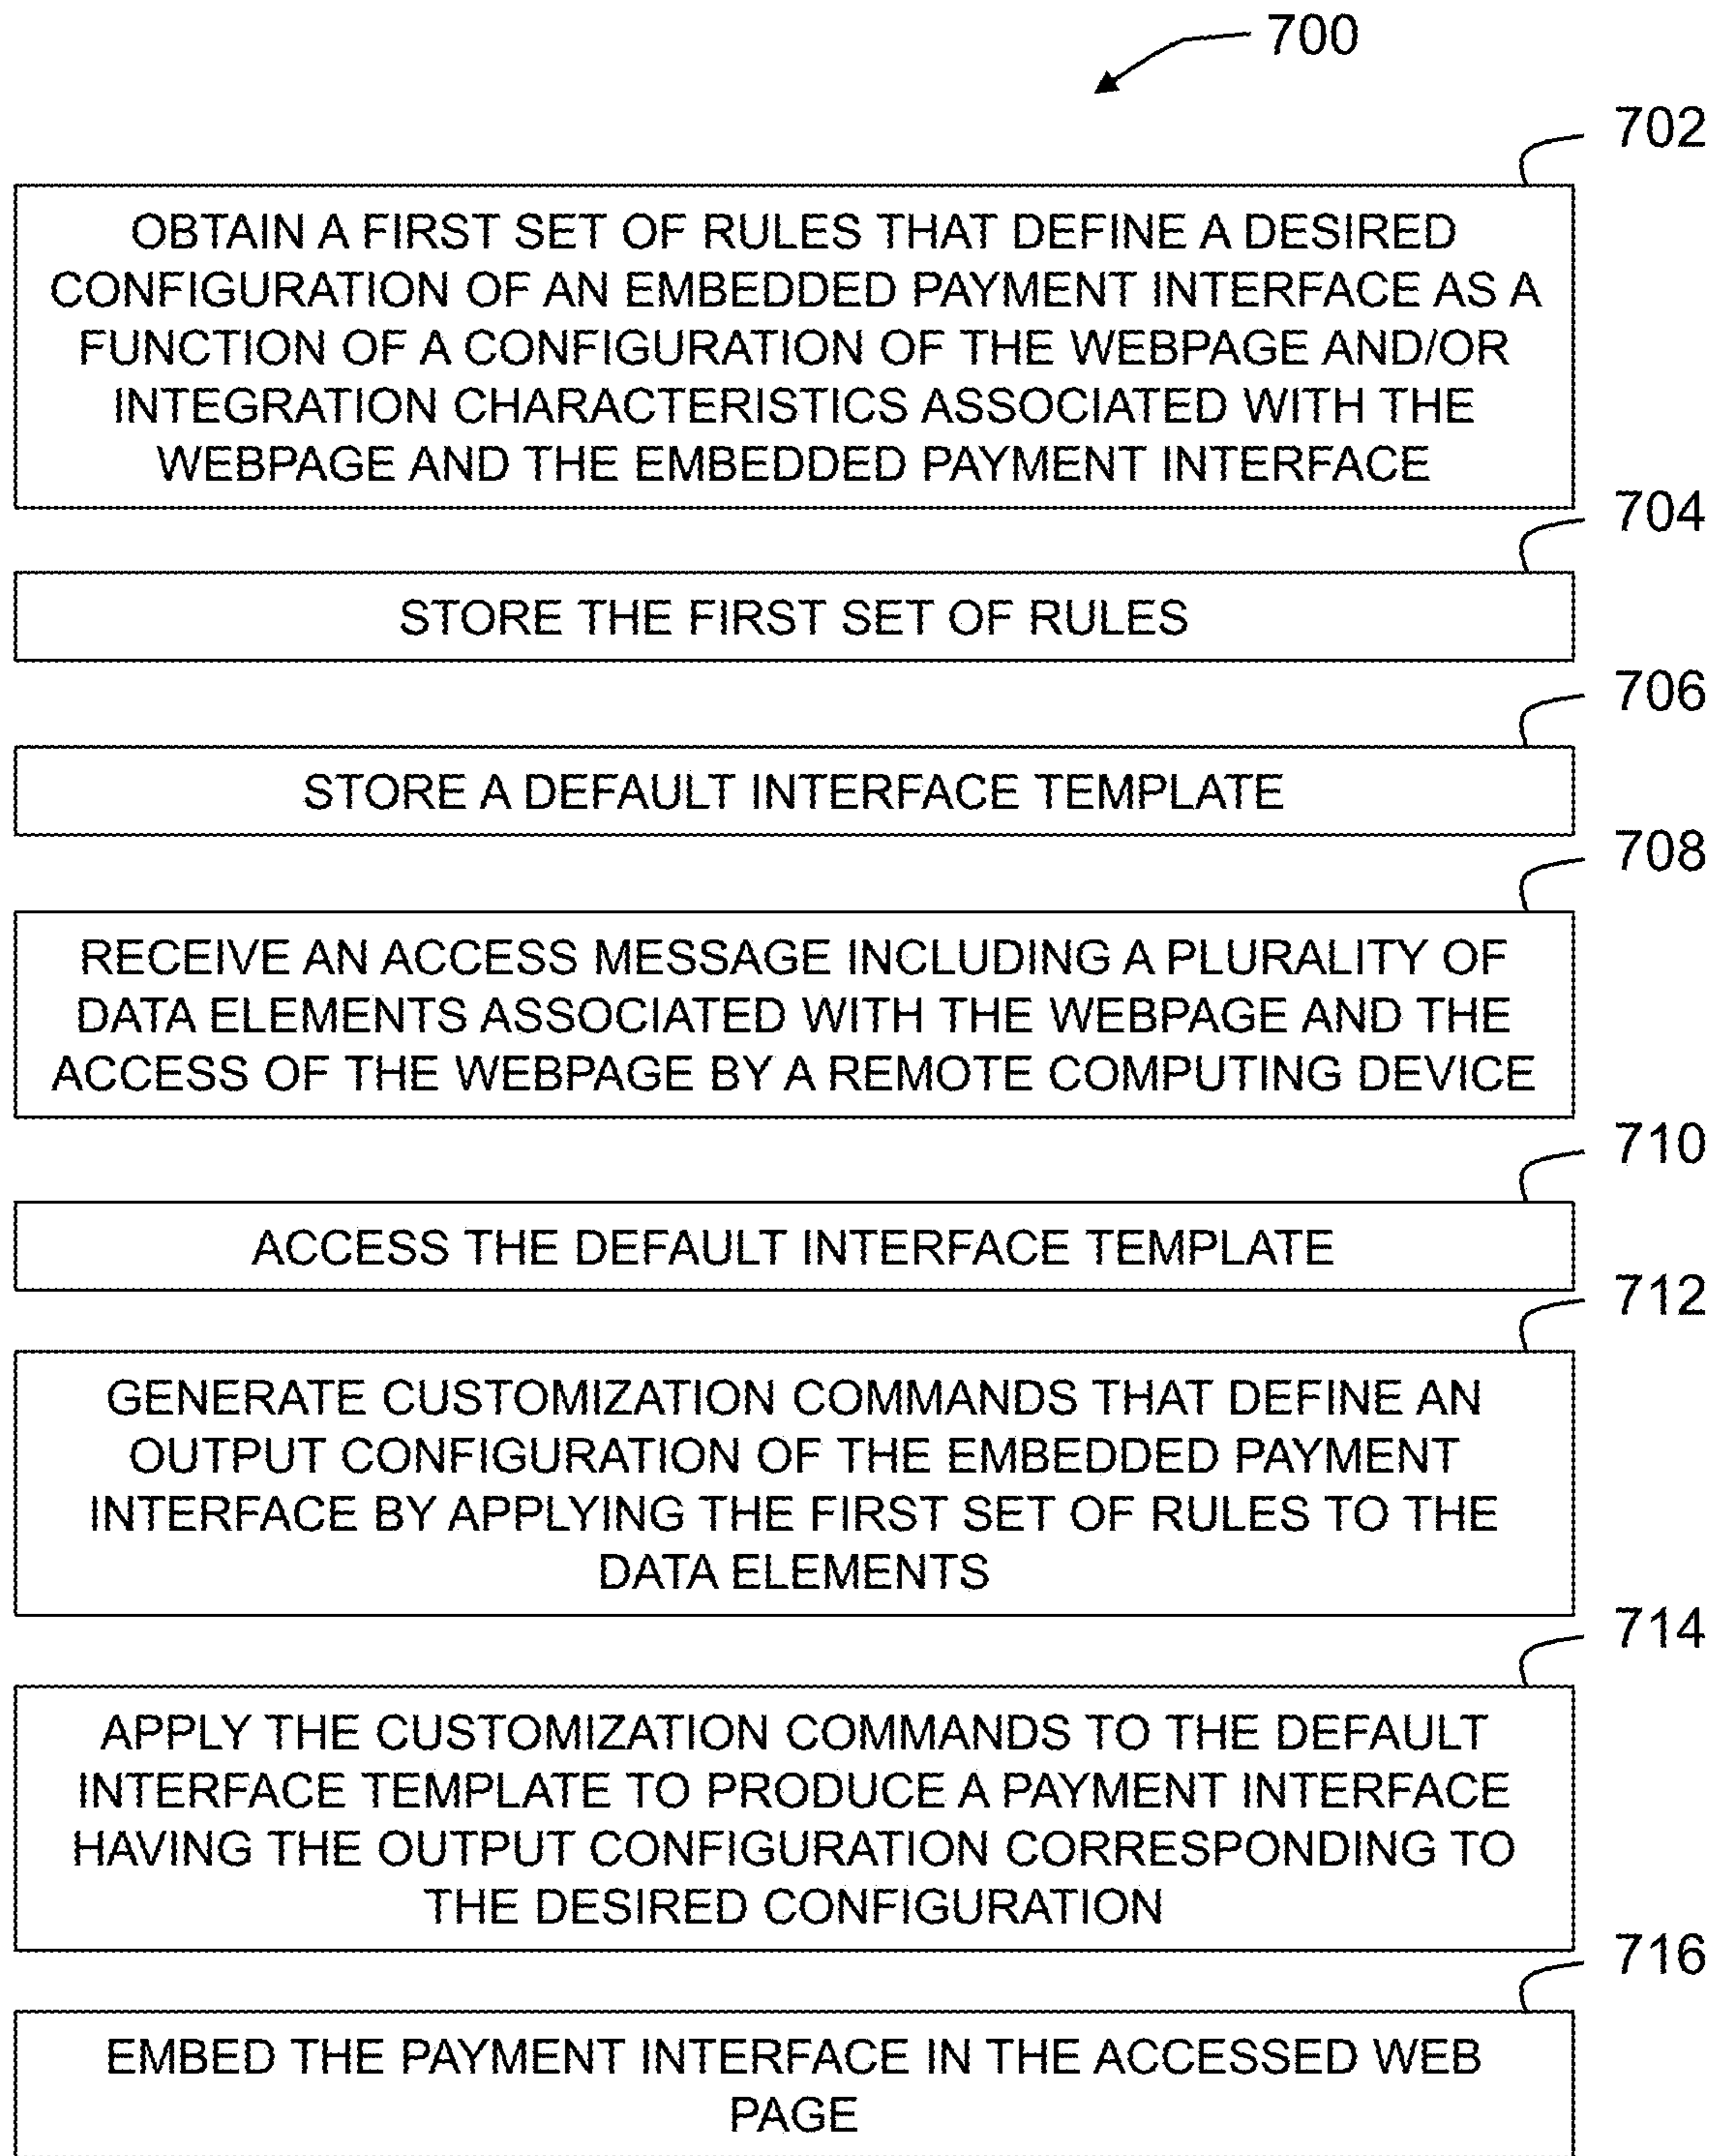 700
702
OBTAIN A FIRST SET OF RULES THAT DEFINE A DESIRED
CONFIGURATION OF AN EMBEDDED PAYMENT INTERFACE AS A
FUNCTION OF A CONFIGURATION OF THE WEBPAGE AND/OR
INTEGRATION CHARACTERISTICS ASSOCIATED WITH THE
WEBPAGE AND THE EMBEDDED PAYMENT INTERFACE
704
STORE THE FIRST SET OF RULES
706
STORE A DEFAULT INTERFACE TEMPLATE
708
RECEIVE AN ACCESS MESSAGE INCLUDING A PLURALITY OF
DATA ELEMENTS ASSOCIATED WITH THE WEBPAGE AND THE
ACCESS OF THE WEBPAGE BY A REMOTE COMPUTING DEVICE
710
ACCESS THE DEFAULT INTERFACE TEMPLATE
712
GENERATE CUSTOMIZATION COMMANDS THAT DEFINE AN
OUTPUT CONFIGURATION OF THE EMBEDDED PAYMENT
INTERFACE BY APPLYING THE FIRST SET OF RULES TO THE
DATA ELEMENTS
714
APPLY THE CUSTOMIZATION COMMANDS TO THE DEFAULT
INTERFACE TEMPLATE TO PRODUCE A PAYMENT INTERFACE
HAVING THE OUTPUT CONFIGURATION CORRESPONDING TO
THE DESIRED CONFIGURATION
716
EMBED THE PAYMENT INTERFACE IN THE ACCESSED WEB
PAGE